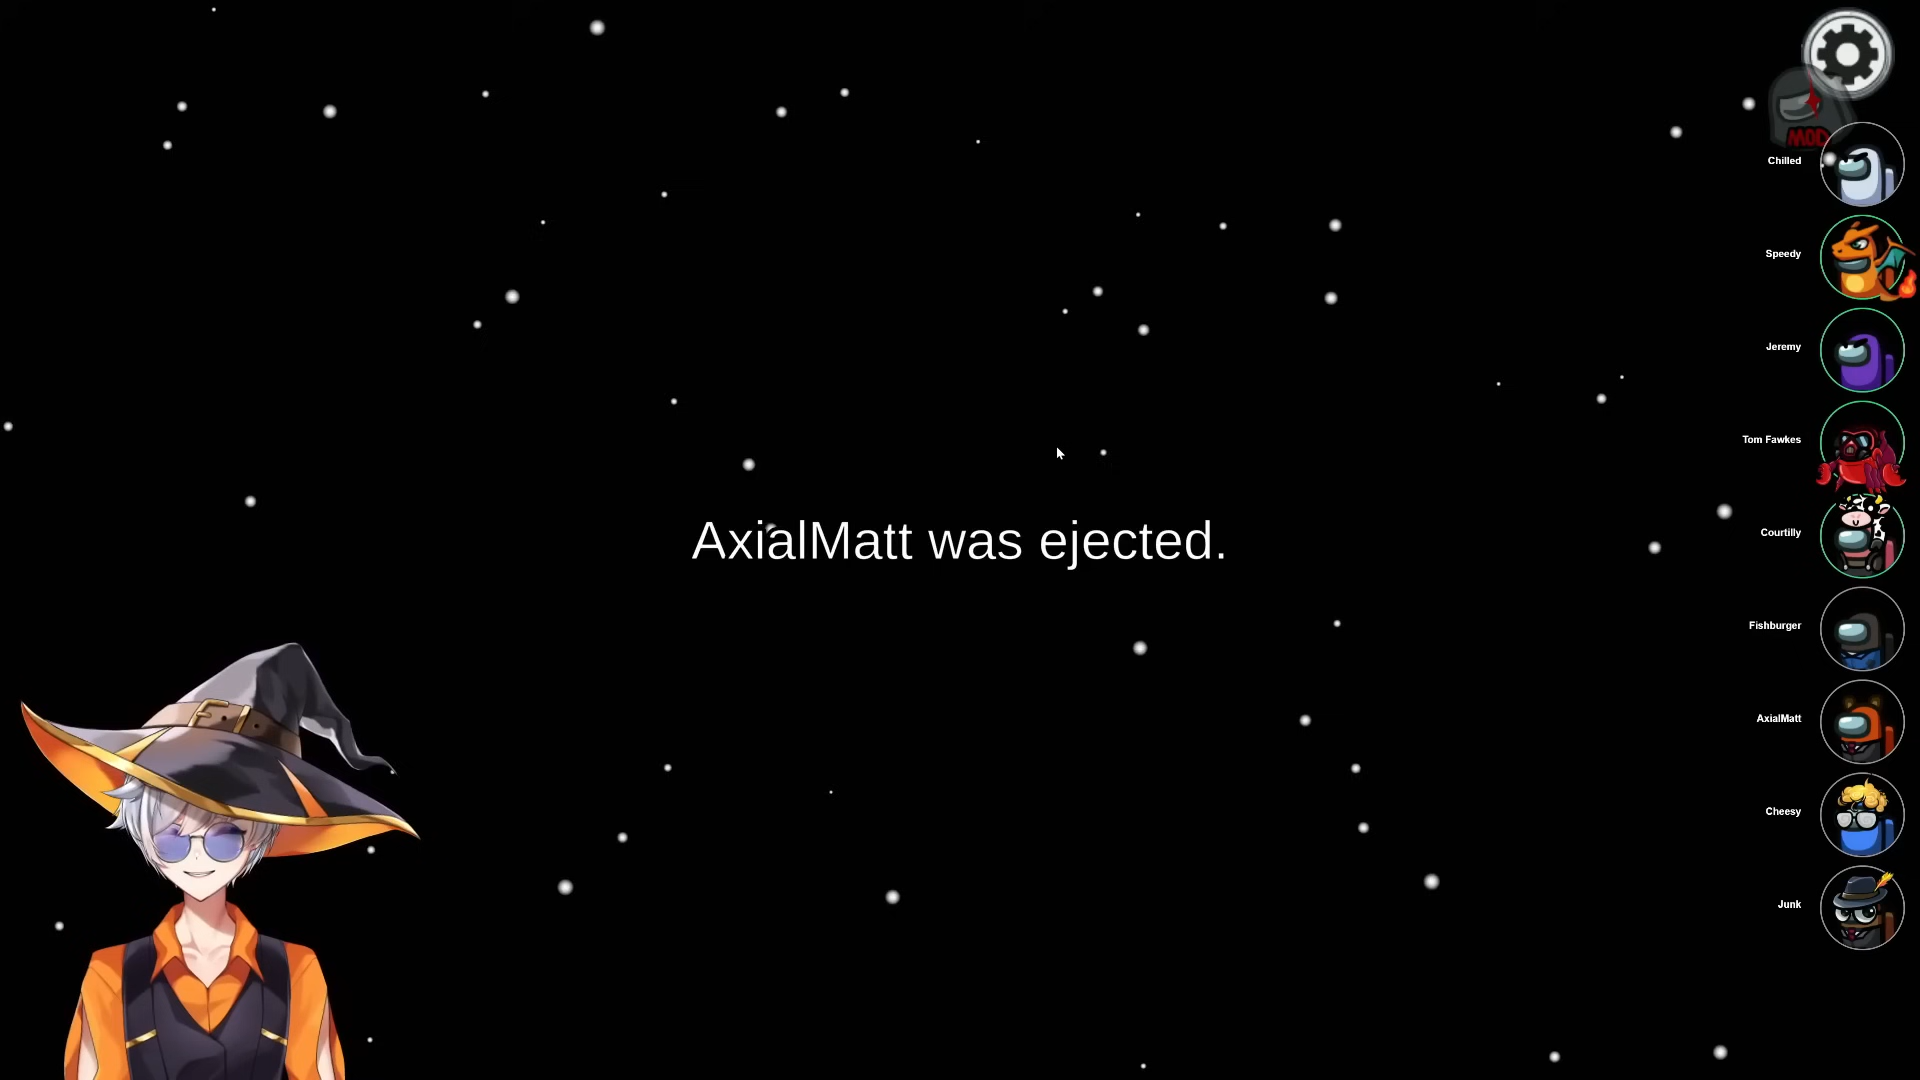 MOD
Chilled
Speedy
Jeremy
Tom Fawkes
Courtilly
AxialMatt was ejected.
Fishburger
AxialMatt
Cheesy
Junk